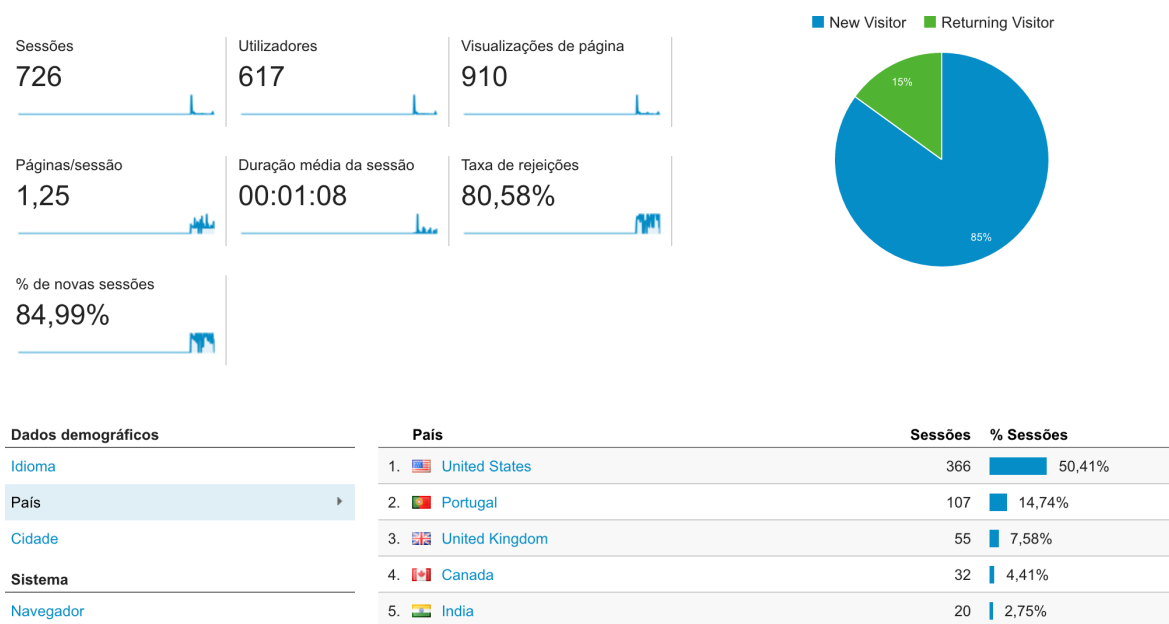 New Visitor Returning Visitor
Sessões Utilizadores Visualizações de página
726 617 910
15%
Páginas/sessão Duração média da sessão Taxa de rejeições
1,25 00:01:08 80,58%
85%
% de novas sessões
84,99%
Dados demográficos País Sessões % Sessões
Idioma 1. United States 366 50,41%
País 2. Portugal 107 14,74%
Cidade 3. United Kingdom 55 7,58%
Sistema 4. Canada 32 4,41%
Navegador 5. India 20 2,75%